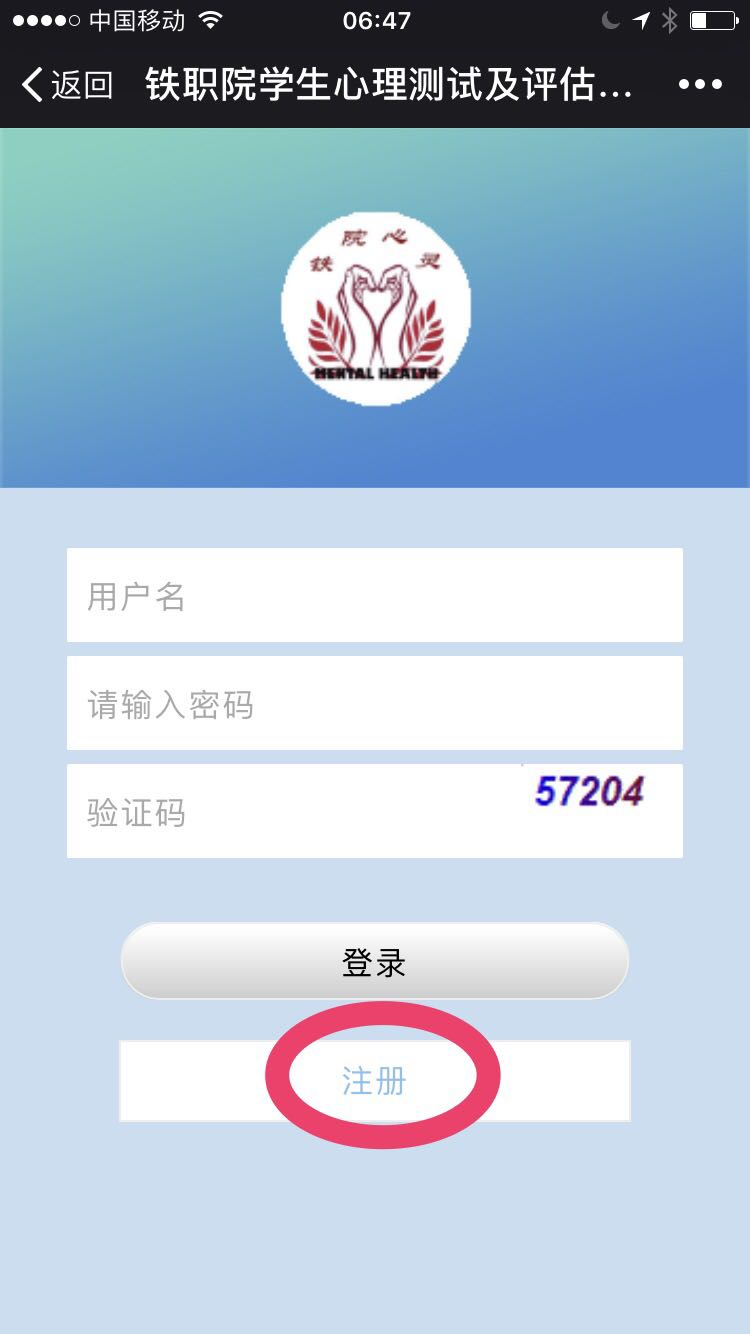 中国移动
06:47
返回 铁职院学生心理测试及评估...
铁院心灵
MENTAL HEALTH
用户名
请输入密码
验证码
57204
登录
注册